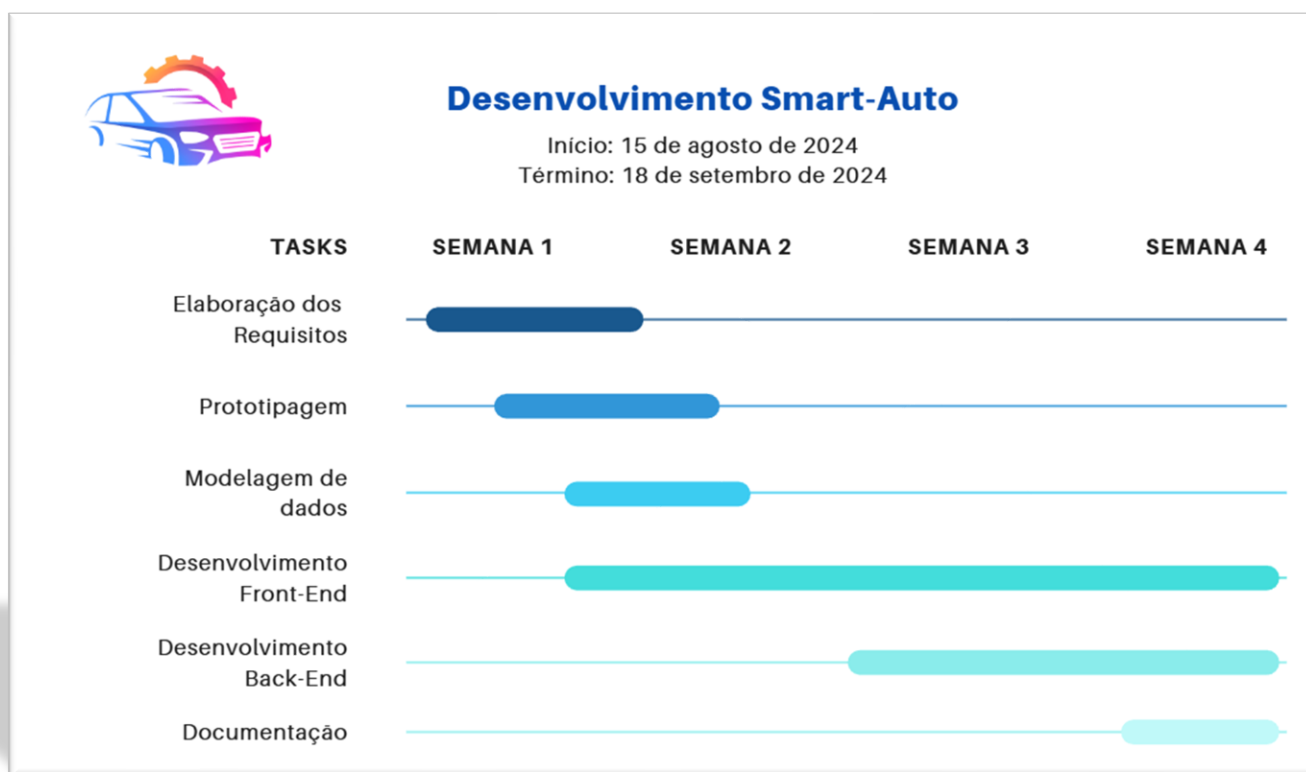 Desenvolvimento Smart-Auto
Início: 15 de agosto de 2024
Término: 18 de setembro de 2024
TASKS SEMANA 1 SEMANA 2 SEMANA 3 SEMANA 4
Elaboração dos
Requisitos
Prototipagem
Modelagem de
dados
Desenvolvimento
Front-End
Desenvolvimento
Back-End
Documentação